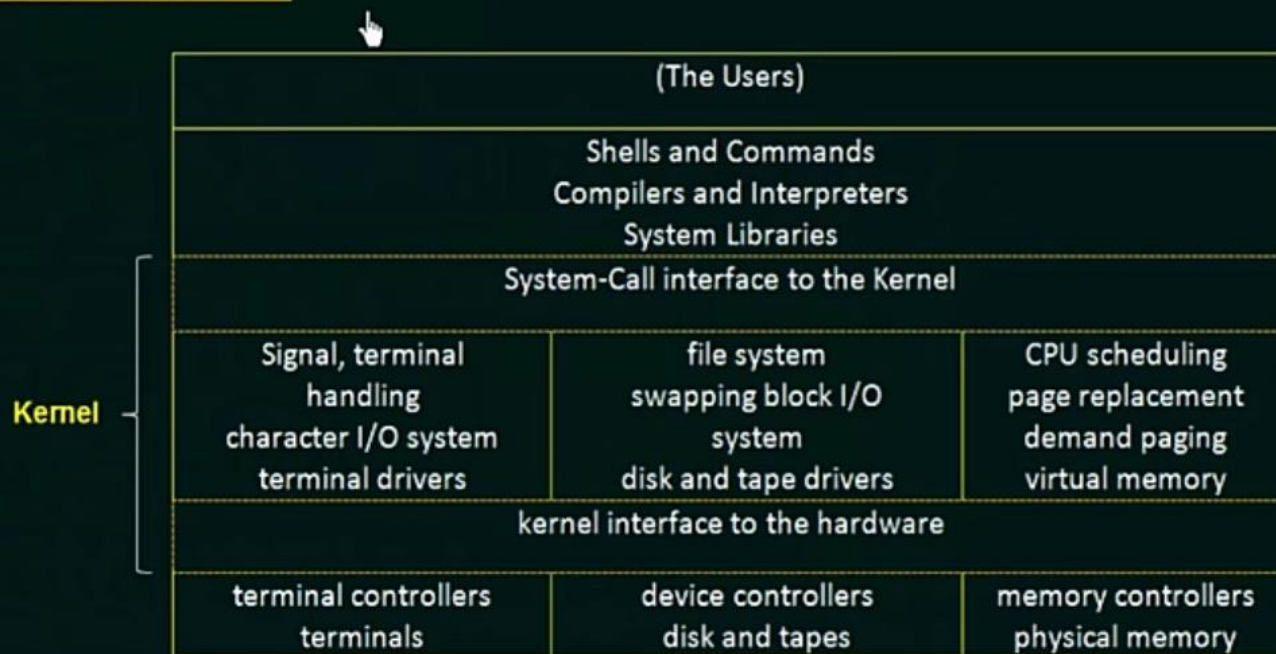 (The Users)
Shells and Commands
Compilers and Interpreters
System Libraries
System-Call interface to the Kernel
Kernel
Signal, terminal
handling
character I/O system
terminal drivers
file system
swapping block I/O
system
disk and tape drivers
CPU scheduling
page replacement
demand paging
virtual memory
kernel interface to the hardware
terminal controllers
terminals
device controllers
disk and tapes
memory controllers
physical memory